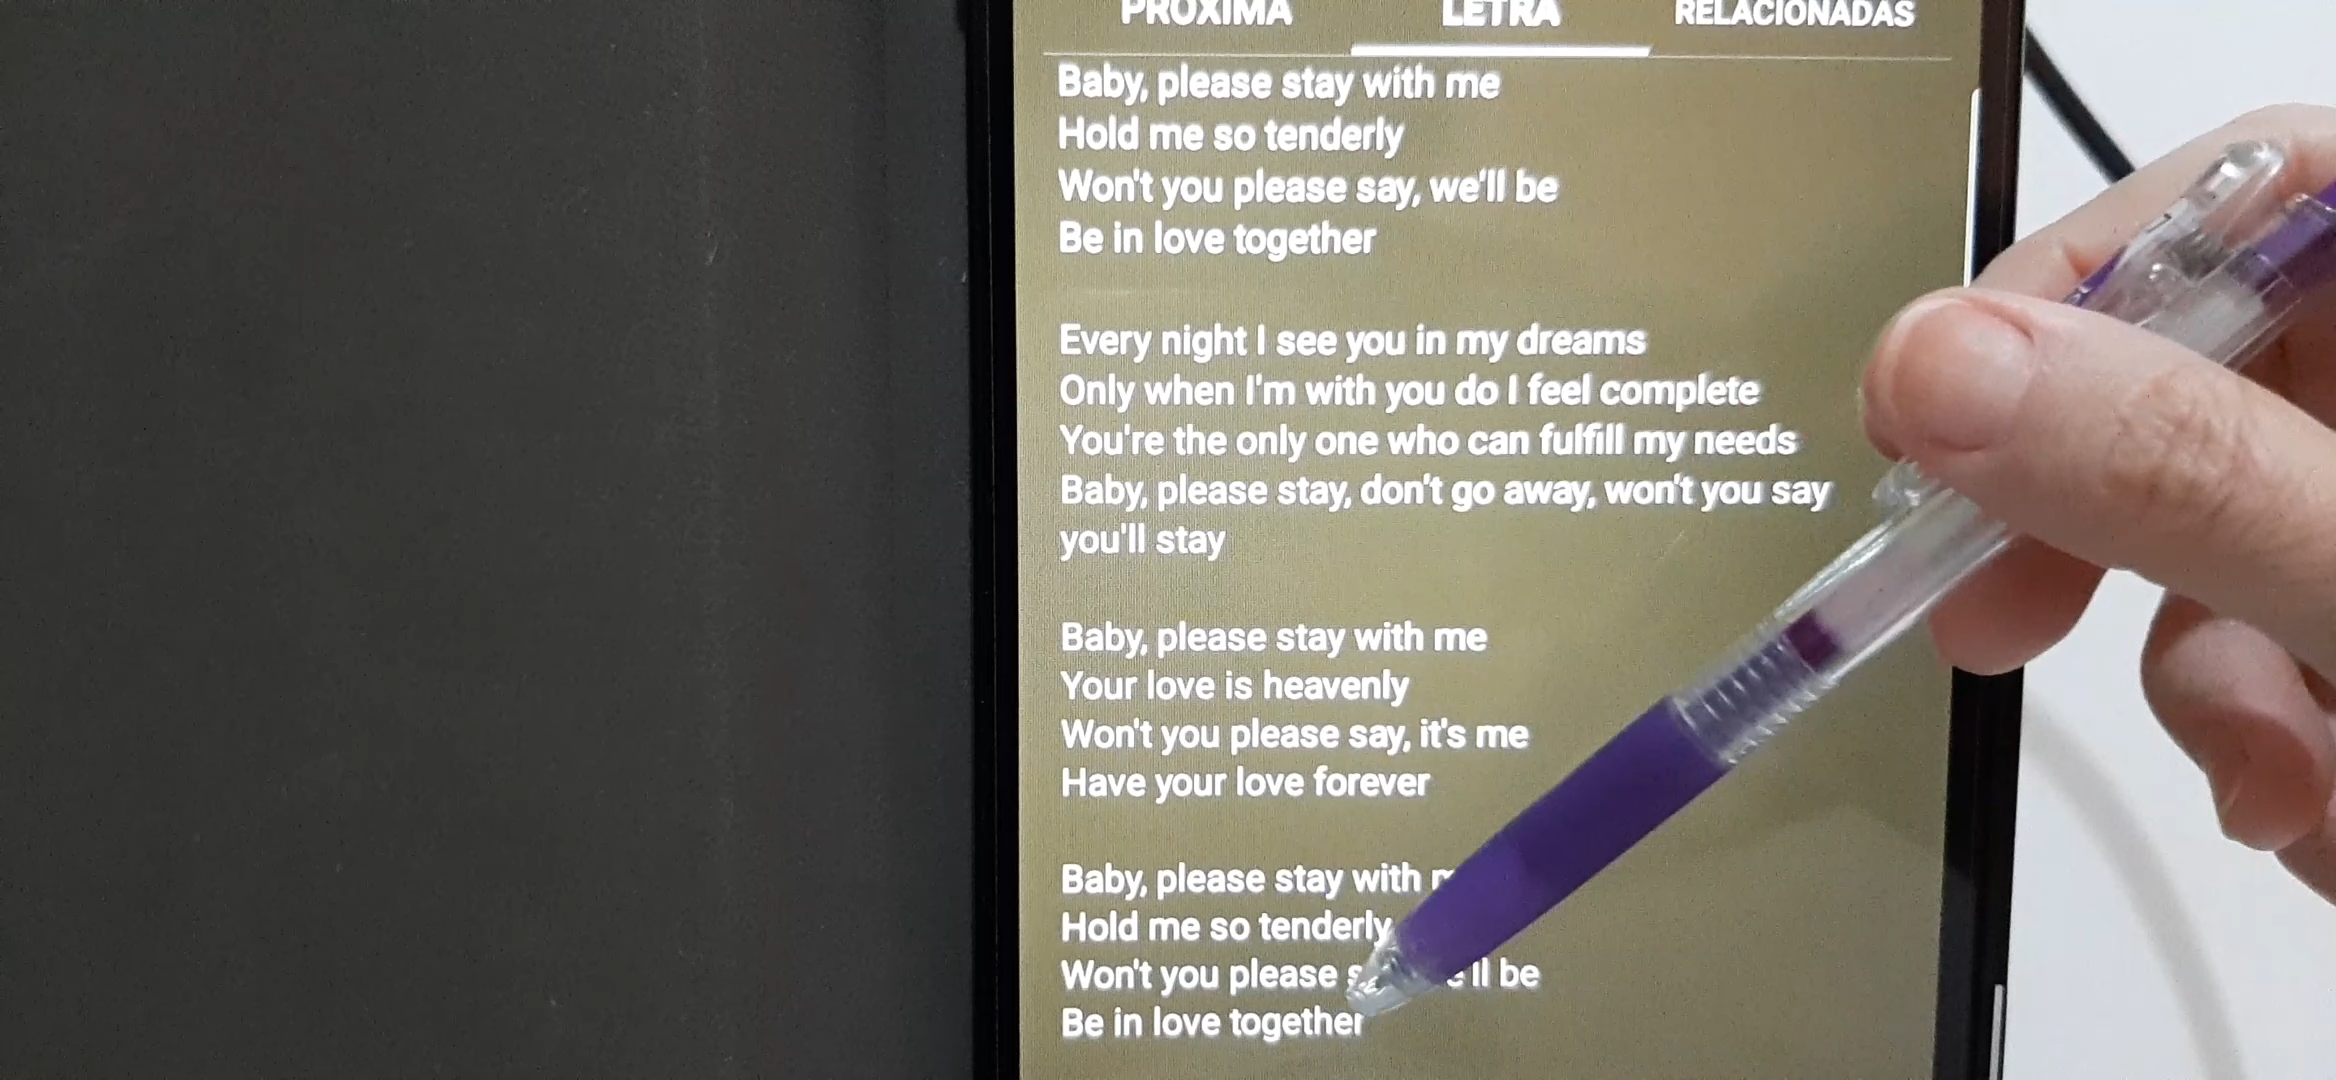 PRÓXIMA LETRA RELACIONADAS
Baby, please stay with me
Hold me so tenderly
Won't you please say, we'll be
Be in love together
Every night I see you in my dreams
Only when I'm with you do I feel complete
You're the only one who can fulfill my needs
Baby, please stay, don't go away, won't you say
you'll stay
Baby, please stay with me
Your love is heavenly
Won't you please say, it's me
Have your love forever
Baby, please stay with
Hold me so tenderly
Won't you please be
Be in love together